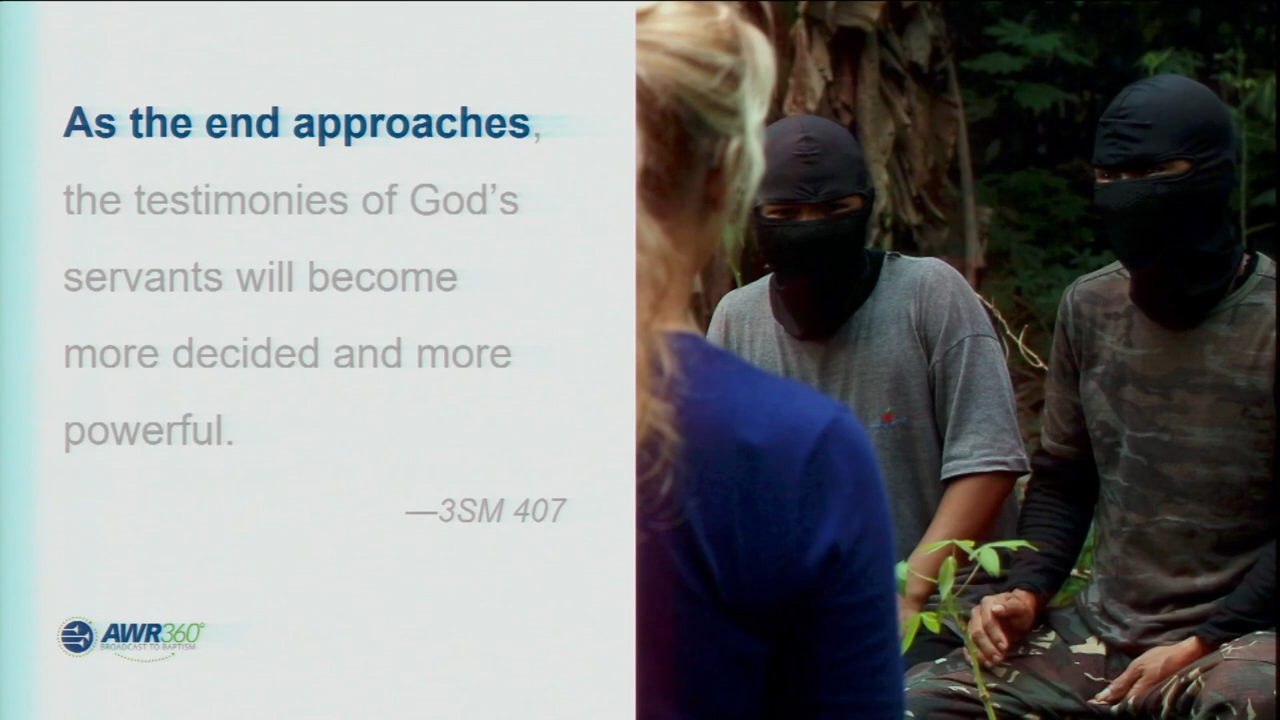 As the end approaches,
the testimonies of God’s
servants will become
more decided and more
powerful.
—3SM 407
AWR360°
BROADCAST TO BAPTISM